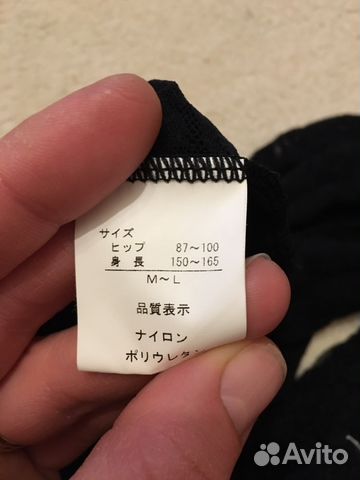 サイズ
ヒップ 87～100
身長 150～165
M～L
品質表示
ナイロン
ポリウレタン
Avito